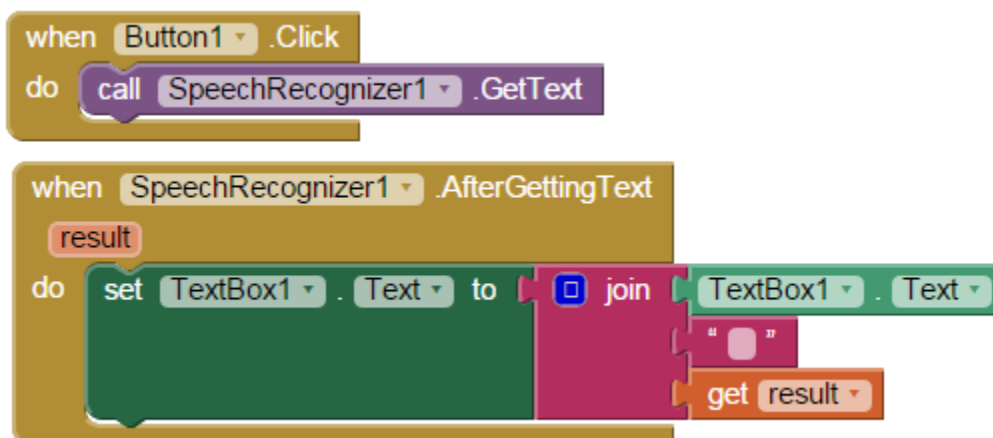 when Button1 .Click
do call SpeechRecognizer1 .GetText
when SpeechRecognizer1 .AfterGettingText
result
do set TextBox1 . Text to join TextBox1 . Text
“ ”
get result